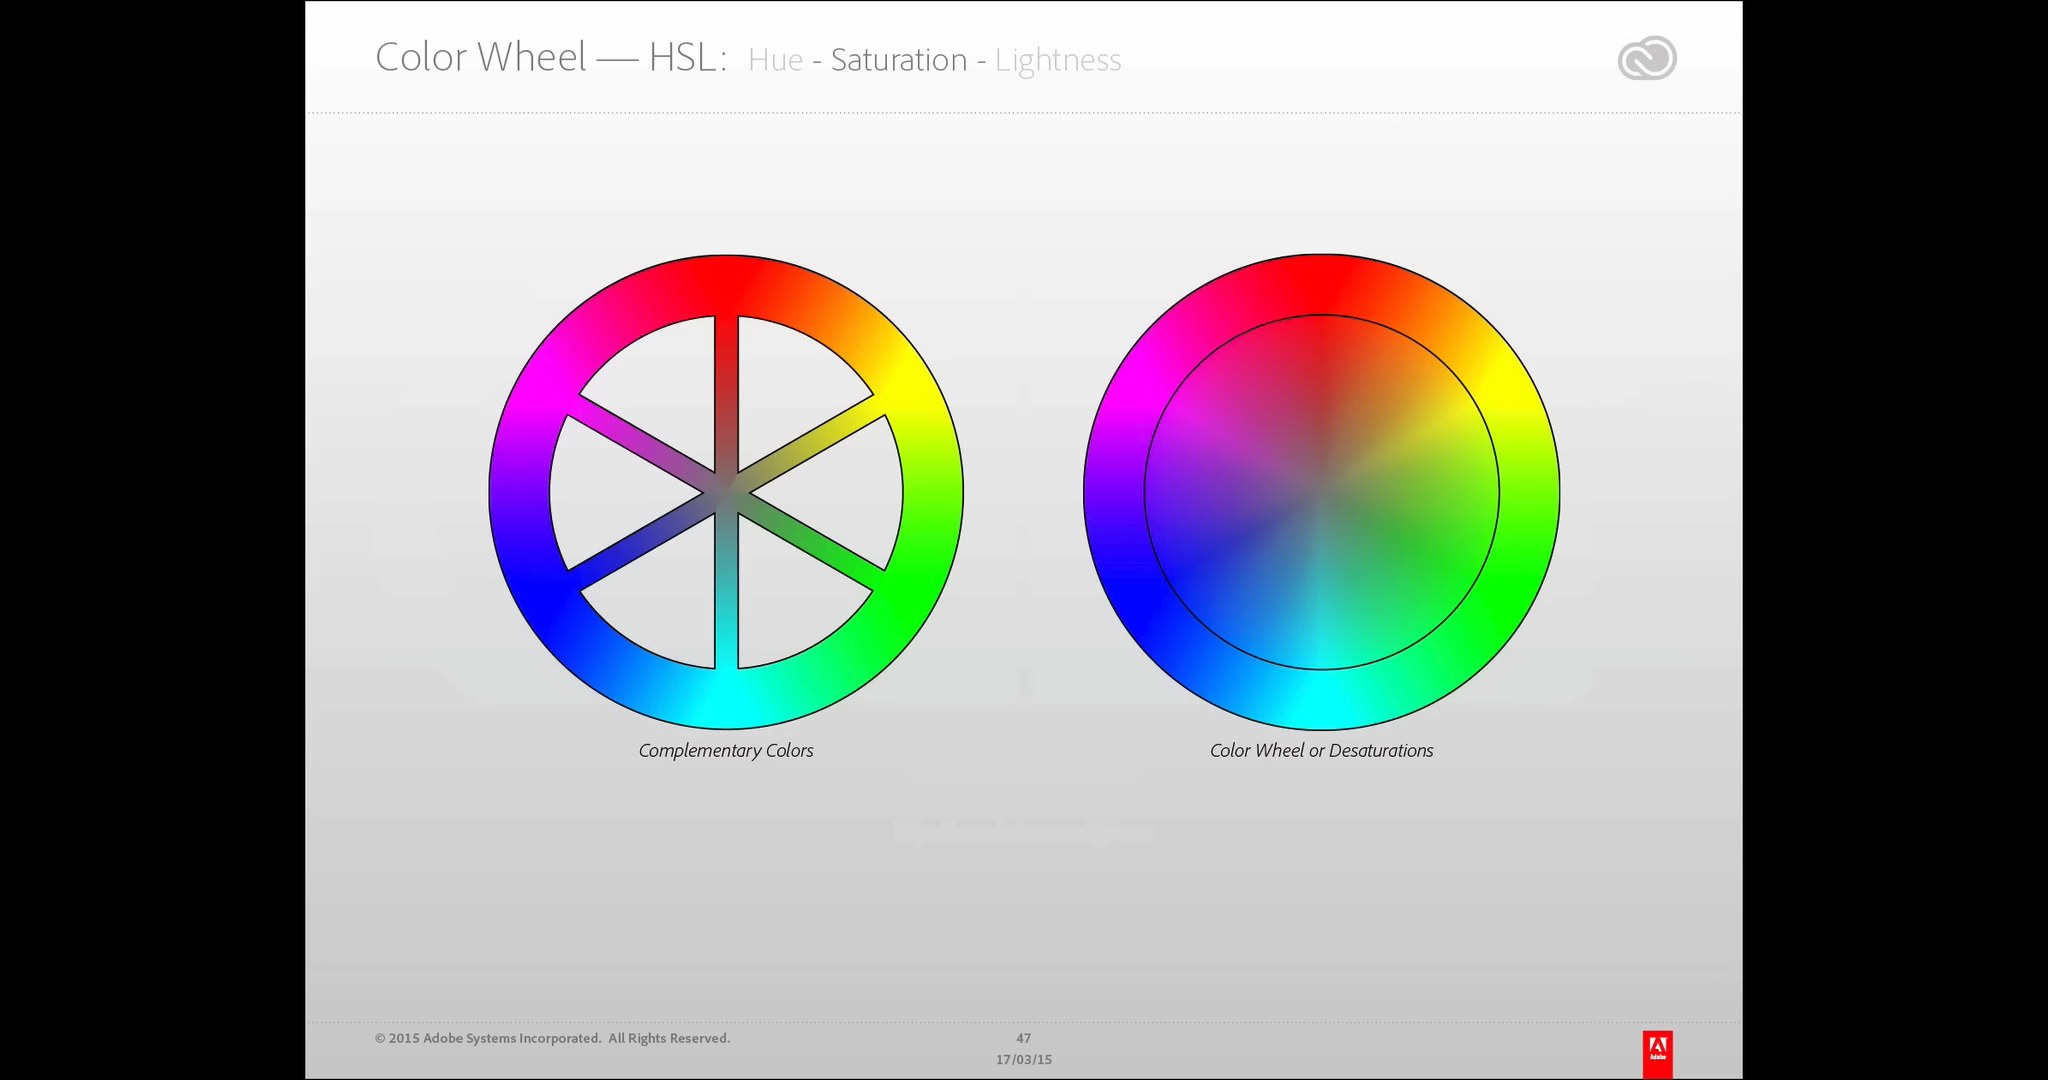 Color Wheel — HSL: Hue - Saturation - Lightness
Complementary Colors
Color Wheel or Desaturations
© 2015 Adobe Systems Incorporated. All Rights Reserved.
47
17/03/15
Adobe